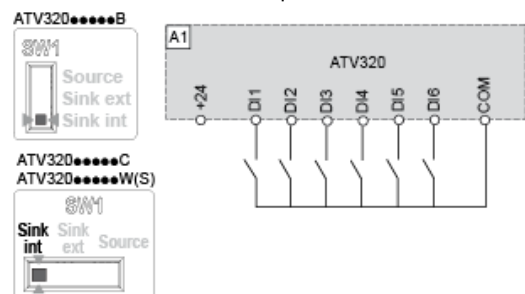 ATV320●●●●●B
SW1
Source
Sink ext
Sink int
ATV320●●●●●C
ATV320●●●●●W(S)
SW1
Sink int
Sink ext
Source
A1
ATV320
+24
DI1
DI2
DI3
DI4
DI5
DI6
COM